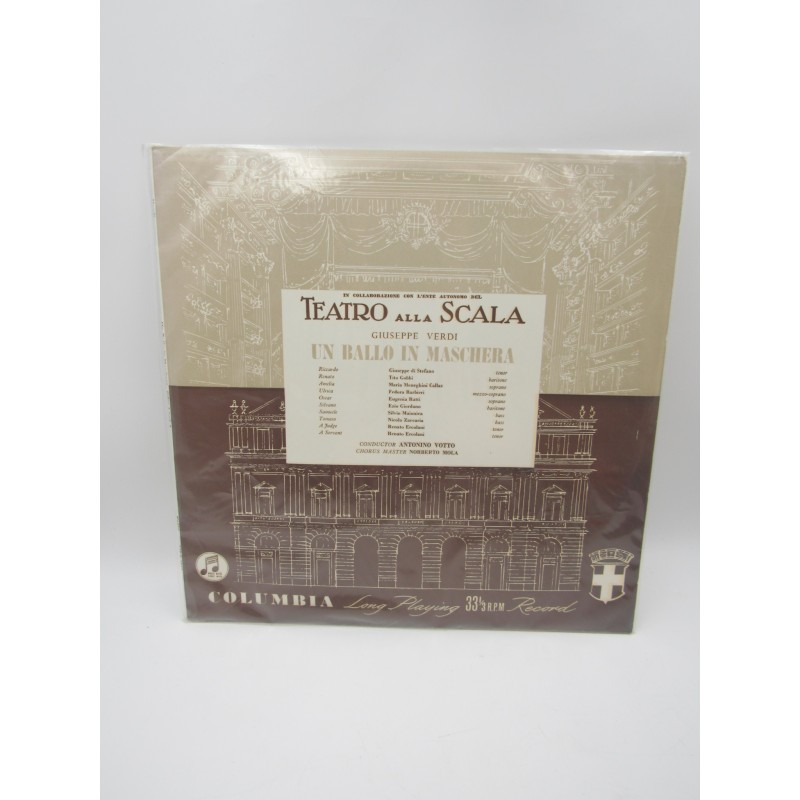 IN COLLABORAZIONE CON L'ENTE AUTONOMO DEL
TEATRO ALLA SCALA
GIUSEPPE VERDI
UN BALLO IN MASCHERA
Riccardo Giuseppe di Stefano tenor
Renato Tito Gobbi baritone
Amelia Maria Meneghini Callas soprano
Ulrica Fedora Barbieri mezzo-soprano
Oscar Eugenia Ratti soprano
Silvano Ezio Giordano baritone
Samuele Silvio Maionica bass
Tommaso Nicola Zaccaria bass
A Judge Renato Ercolani tenor
A Servant Renato Ercolani tenor
CONDUCTOR ANTONINO VOTTO
CHORUS MASTER NORBERTO MOLA
COLUMBIA Long Playing 33⅓ R.P.M Record